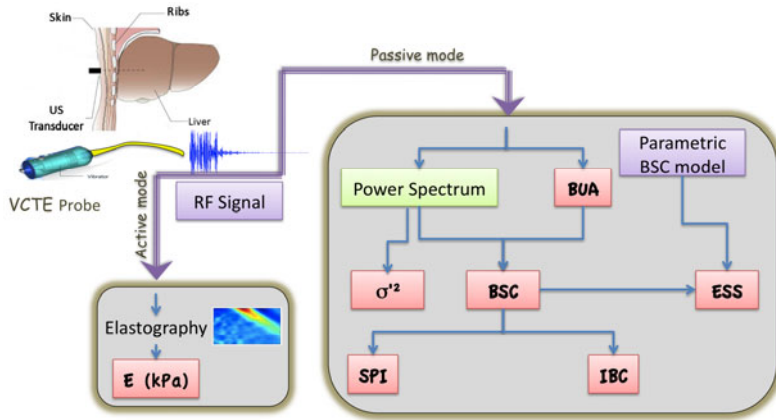 Skin
Ribs
US
Transducer
Liver
Vibrator
VCTE Probe
RF Signal
Passive mode
Active mode
Elastography
E (kPa)
Power Spectrum
BUA
Parametric
BSC model
σ'²
BSC
ESS
SPI
IBC